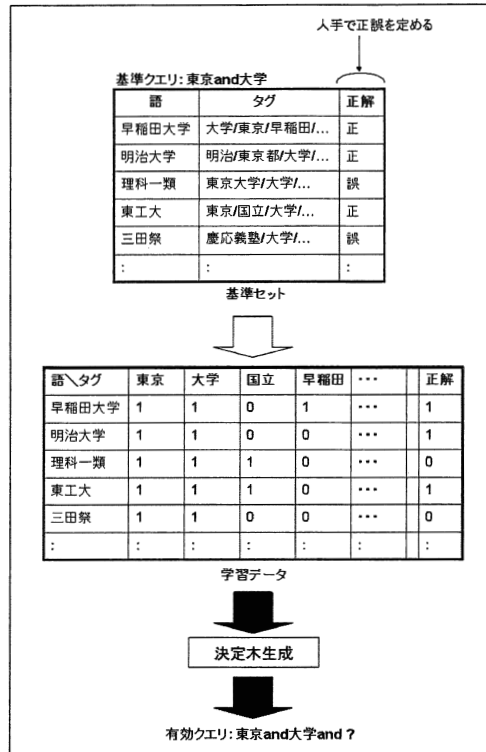 人手で正誤を定める
基準クエリ:東京and大学
語 タグ 正解
早稲田大学 大学/東京/早稲田/... 正
明治大学 明治/東京都/大学/... 正
理科一類 東京大学/大学/... 誤
東工大 東京/国立/大学/... 正
三田祭 慶応義塾/大学/... 誤
: : :
基準セット
語\タグ 東京 大学 国立 早稲田 ・・・ 正解
早稲田大学 1 1 0 1 ・・・ 1
明治大学 1 1 0 0 ・・・ 1
理科一類 1 1 1 0 ・・・ 0
東工大 1 1 1 0 ・・・ 1
三田祭 1 1 0 0 ・・・ 0
: : : : : : :
学習データ
決定木生成
有効クエリ:東京and大学and?